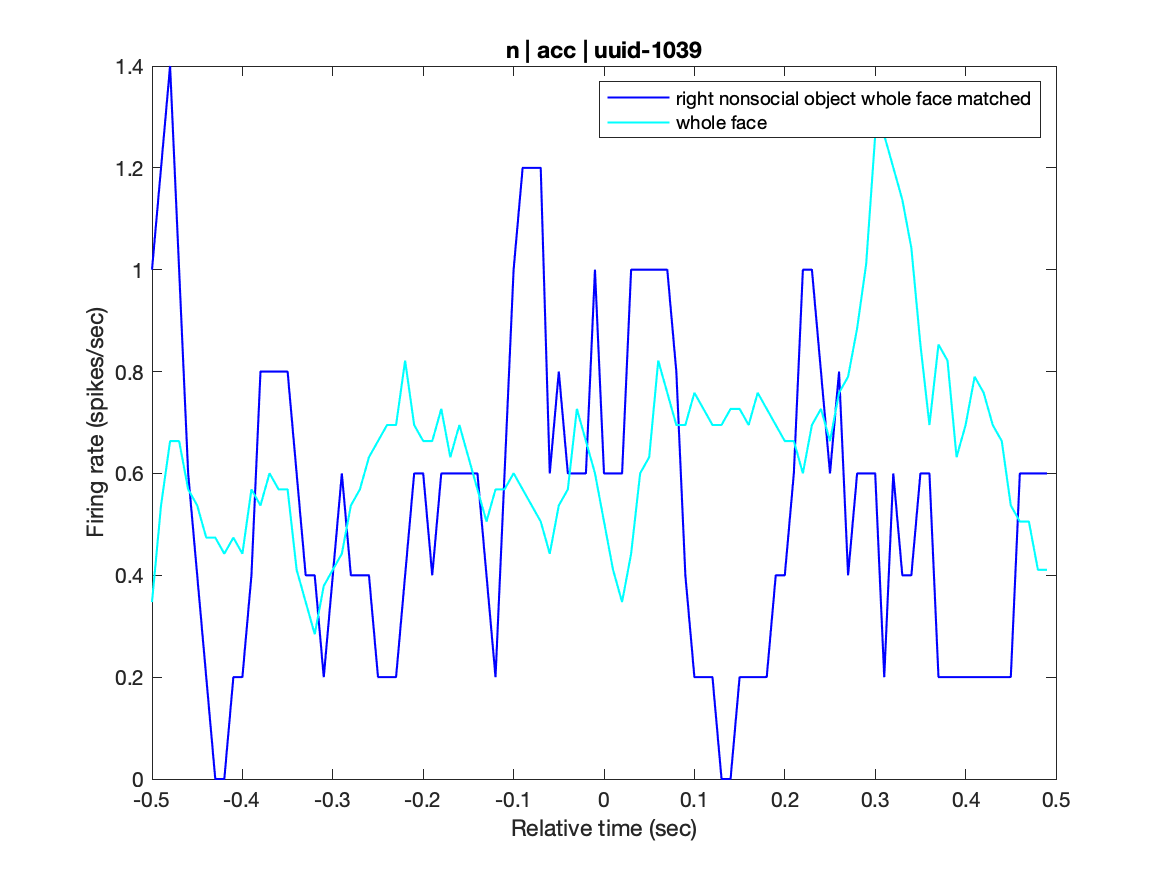 n | acc | uuid-1039
right nonsocial object whole face matched
whole face
Firing rate (spikes/sec)
1.4
1.2
1
0.8
0.6
0.4
0.2
0
-0.5 -0.4 -0.3 -0.2 -0.1 0 0.1 0.2 0.3 0.4 0.5
Relative time (sec)